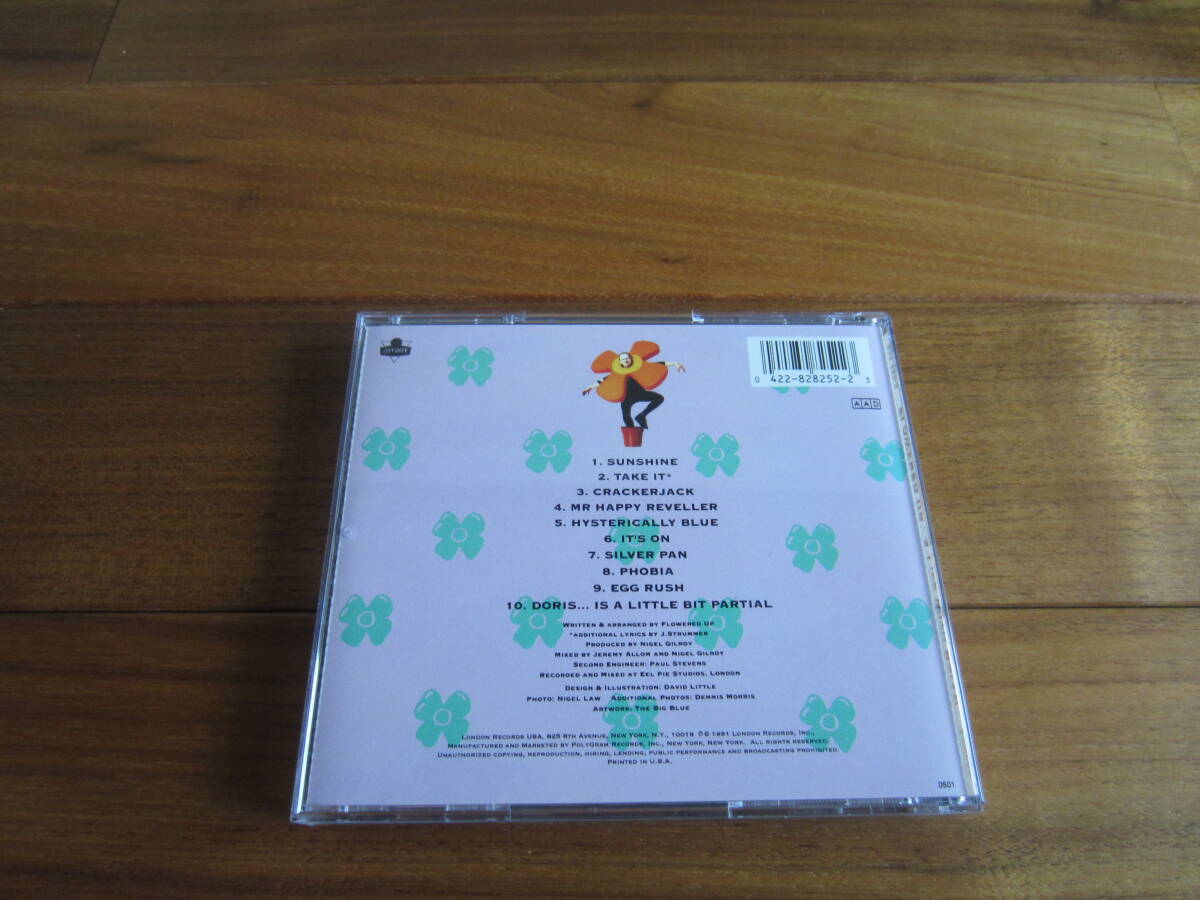 LONDON
0 422-828252-2 3
AAD
1. SUNSHINE
2. TAKE IT*
3. CRACKERJACK
4. MR HAPPY REVELLER
5. HYSTERICALLY BLUE
6. IT'S ON
7. SILVER PAN
8. PHOBIA
9. EGG RUSH
10. DORIS... IS A LITTLE BIT PARTIAL
WRITTEN & ARRANGED BY FLOWERED UP
*ADDITIONAL LYRICS BY J.STRUMMER
PRODUCED BY NIGEL GILROY
MIXED BY JEREMY ALLOM AND NIGEL GILROY
SECOND ENGINEER: PAUL STEVENS
RECORDED AND MIXED AT EEL PIE STUDIOS, LONDON
DESIGN & ILLUSTRATION: DAVID LITTLE
PHOTO: NIGEL LAW ADDITIONAL PHOTOS: DENNIS MORRIS
ARTWORK: THE BIG BLUE
LONDON RECORDS USA, 825 8TH AVENUE, NEW YORK, N.Y., 10019 ℗© 1991 LONDON RECORDS, INC.,
MANUFACTURED AND MARKETED BY POLYGRAM RECORDS, INC., NEW YORK, NEW YORK. ALL RIGHTS RESERVED.
UNAUTHORIZED COPYING, REPRODUCTION, HIRING, LENDING, PUBLIC PERFORMANCE AND BROADCASTING PROHIBITED.
PRINTED IN U.S.A.
0501